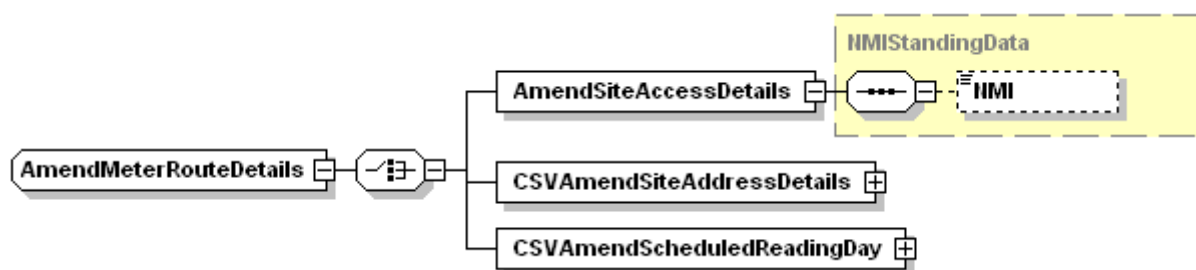 NMIStandingData
AmendSiteAccessDetails
NMI
AmendMeterRouteDetails
CSVAmendSiteAddressDetails
CSVAmendScheduledReadingDay